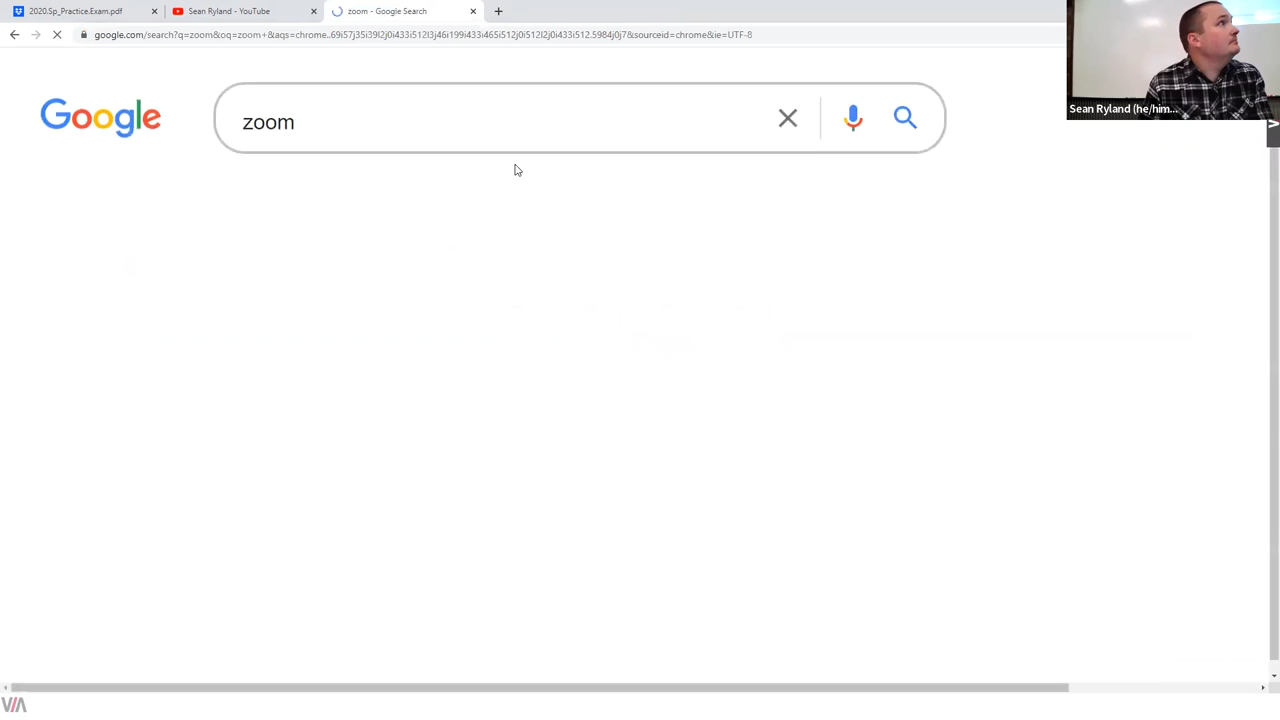 2020.Sp_Practice.Exam.pdf
Sean Ryland - YouTube
zoom - Google Search
google.com/search?q=zoom&oq=zoom+&aqs=chrome..69i57j35i39l2j0i433i512l3j46i199i433i465i512j0i512l2j0i433i512.5984j0j7&sourceid=chrome&ie=UTF-8
Google
zoom
Sean Ryland (he/him...
VIA